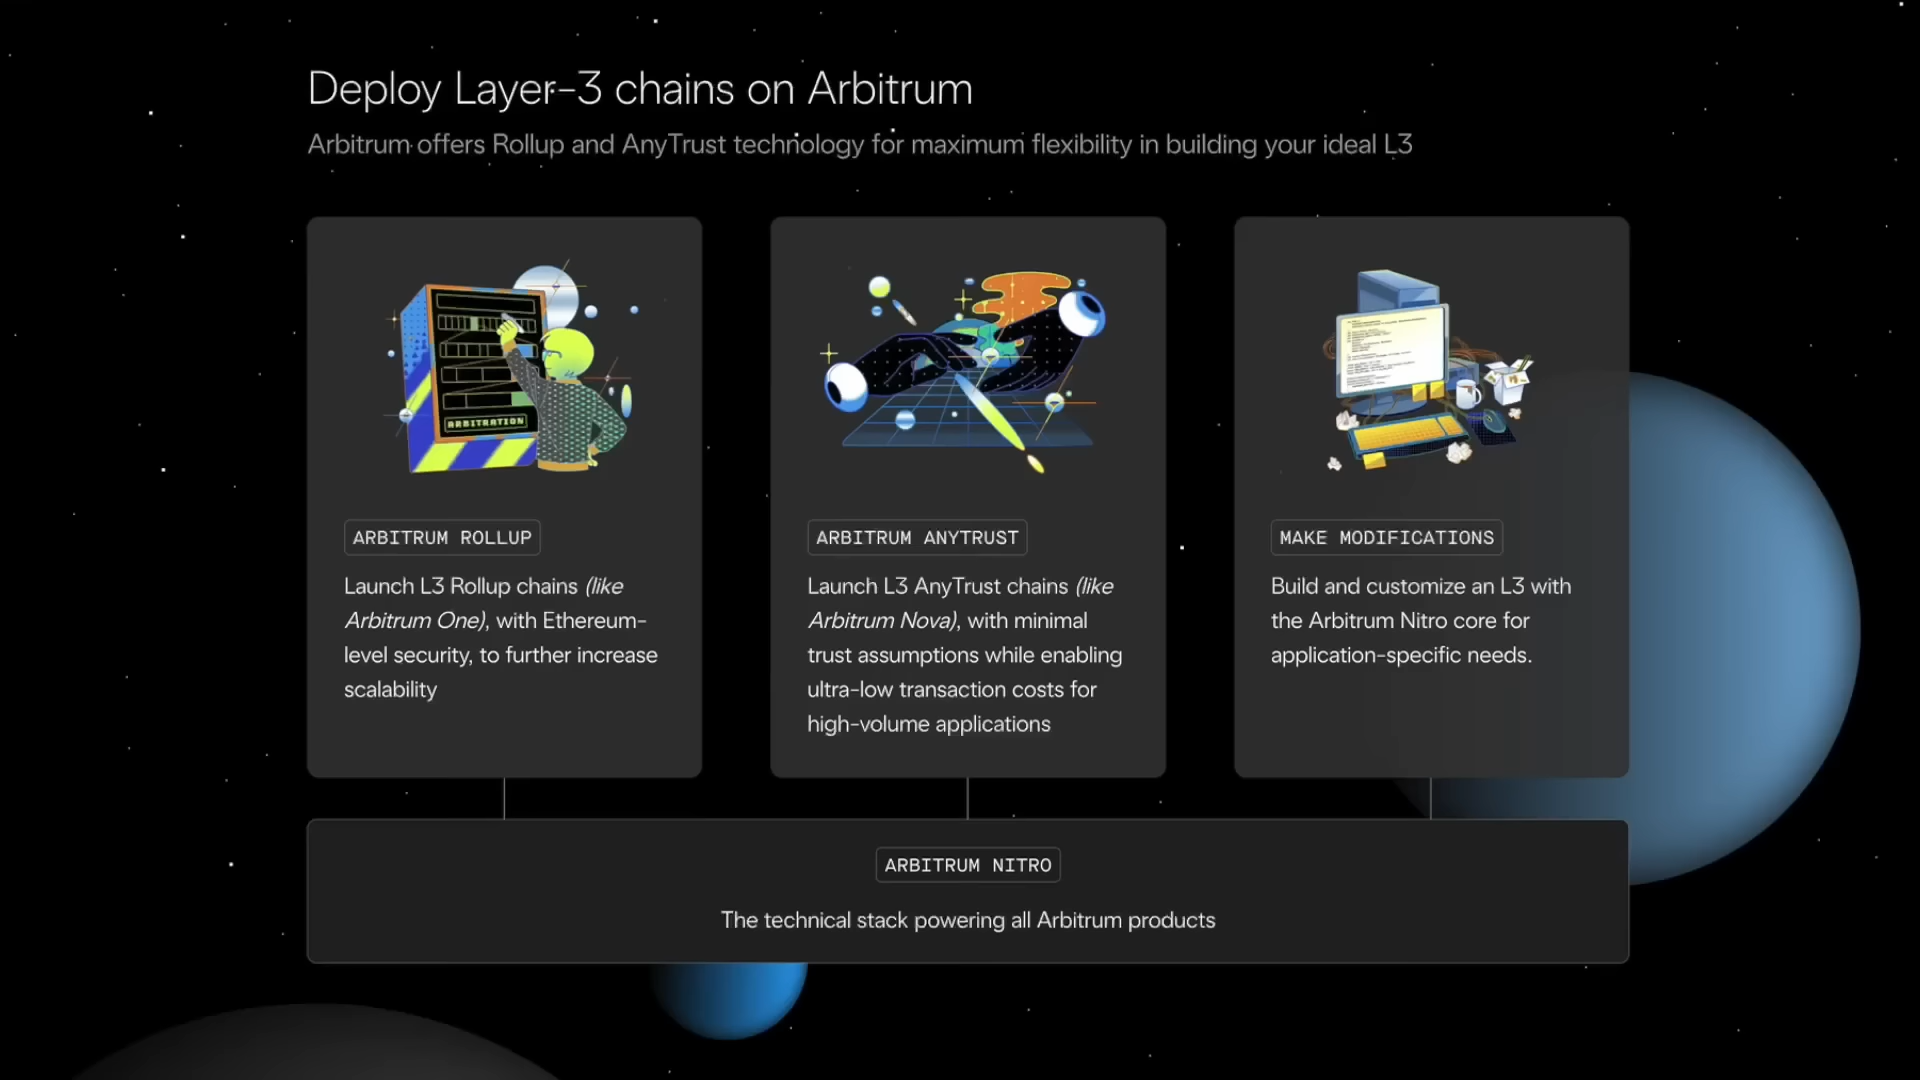 Deploy Layer-3 chains on Arbitrum
Arbitrum offers Rollup and AnyTrust technology for maximum flexibility in building your ideal L3
ARBITRATION
ARBITRUM ROLLUP
Launch L3 Rollup chains (like
Arbitrum One), with Ethereum-
level security, to further increase
scalability
ARBITRUM ANYTRUST
Launch L3 AnyTrust chains (like
Arbitrum Nova), with minimal
trust assumptions while enabling
ultra-low transaction costs for
high-volume applications
MAKE MODIFICATIONS
Build and customize an L3 with
the Arbitrum Nitro core for
application-specific needs.
ARBITRUM NITRO
The technical stack powering all Arbitrum products